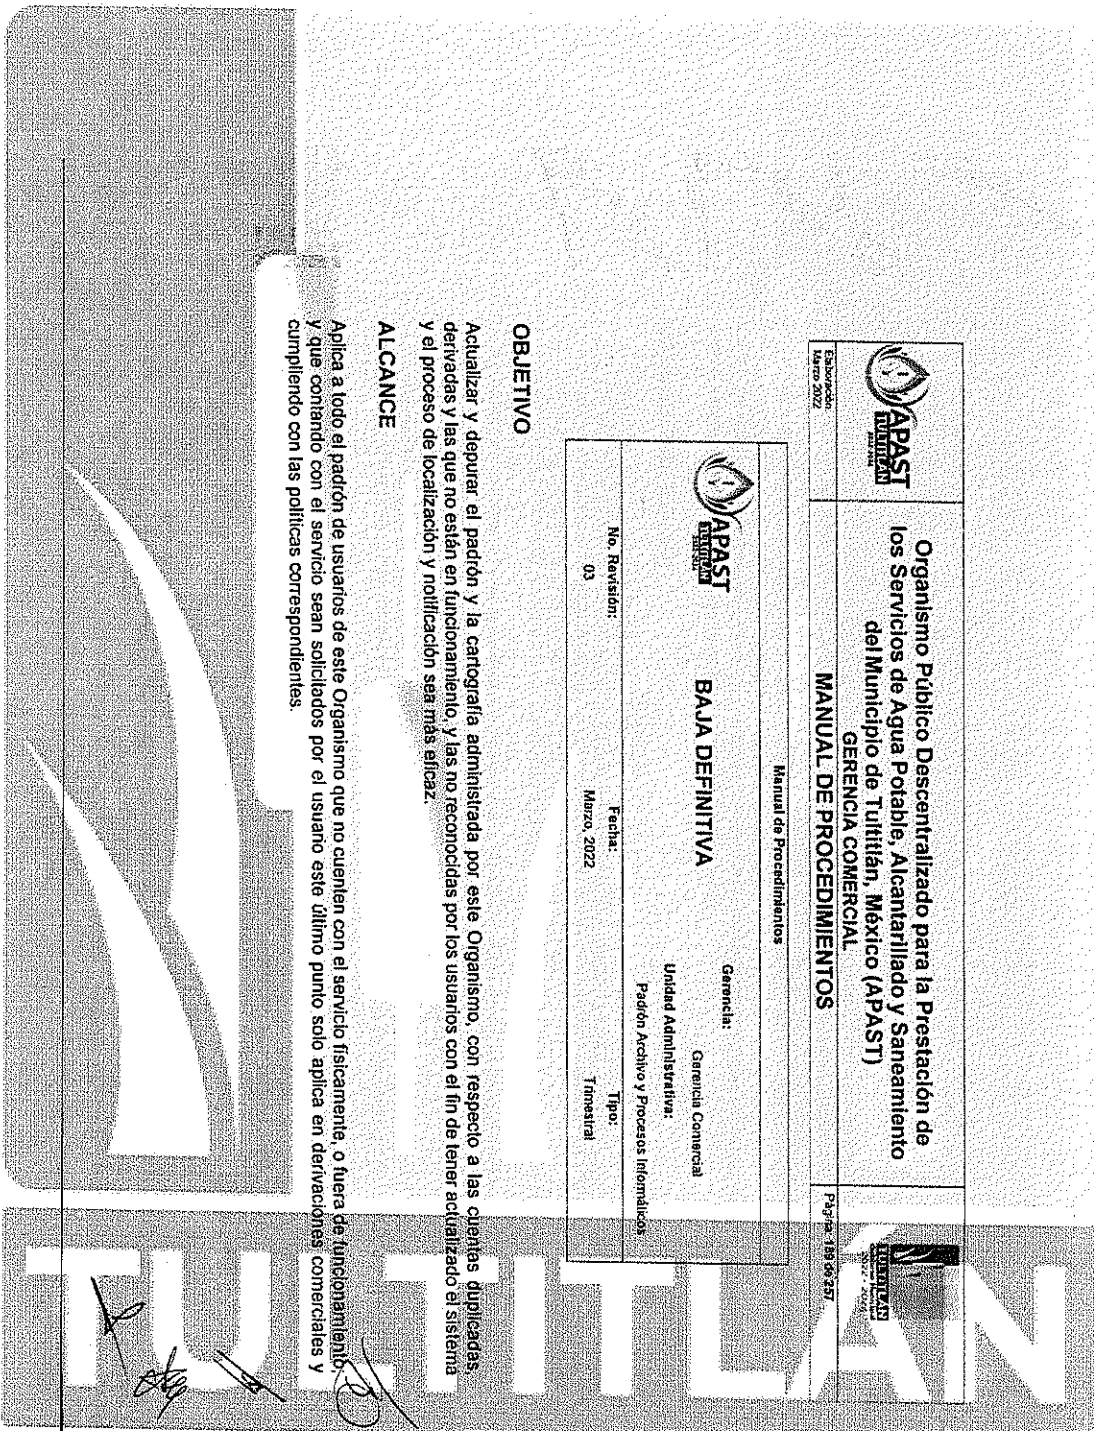 APAST
TULTITLÁN
Organismo Público Descentralizado para la Prestación de
los Servicios de Agua Potable, Alcantarillado y Saneamiento
del Municipio de Tultitlán, México (APAST)
GERENCIA COMERCIAL
MANUAL DE PROCEDIMIENTOS
TULTITLÁN
Elaboración:
Marzo 2022
Página: 189 de 257
Manual de Procedimientos
APAST
TULTITLÁN
BAJA DEFINITIVA
Gerencia:
Gerencia Comercial
Unidad Administrativa:
Padrón Archivo y Procesos Informáticos
No. Revisión:
03
Fecha:
Marzo, 2022
Tipo:
Trimestral
OBJETIVO
Actualizar y depurar el padrón y la cartografía administrada por este Organismo, con respecto a las cuentas duplicadas,
derivadas y las que no están en funcionamiento, y las no reconocidas por los usuarios con el fin de tener actualizado el sistema
y el proceso de localización y notificación sea más eficaz.
ALCANCE
Aplica a todo el padrón de usuarios de este Organismo que no cuenten con el servicio físicamente, o fuera de funcionamiento,
y que contando con el servicio sean solicitados por el usuario este último punto solo aplica en derivaciones comerciales y
cumpliendo con las políticas correspondientes.
TULTITLÁN